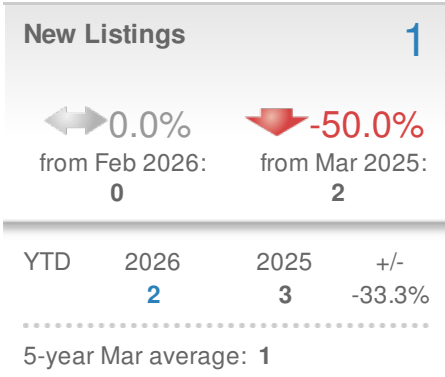 New Listings 1
0.0% -50.0%
from Feb 2026: from Mar 2025:
0 2
YTD 2026 2025 +/-
2 3 -33.3%
5-year Mar average: 1